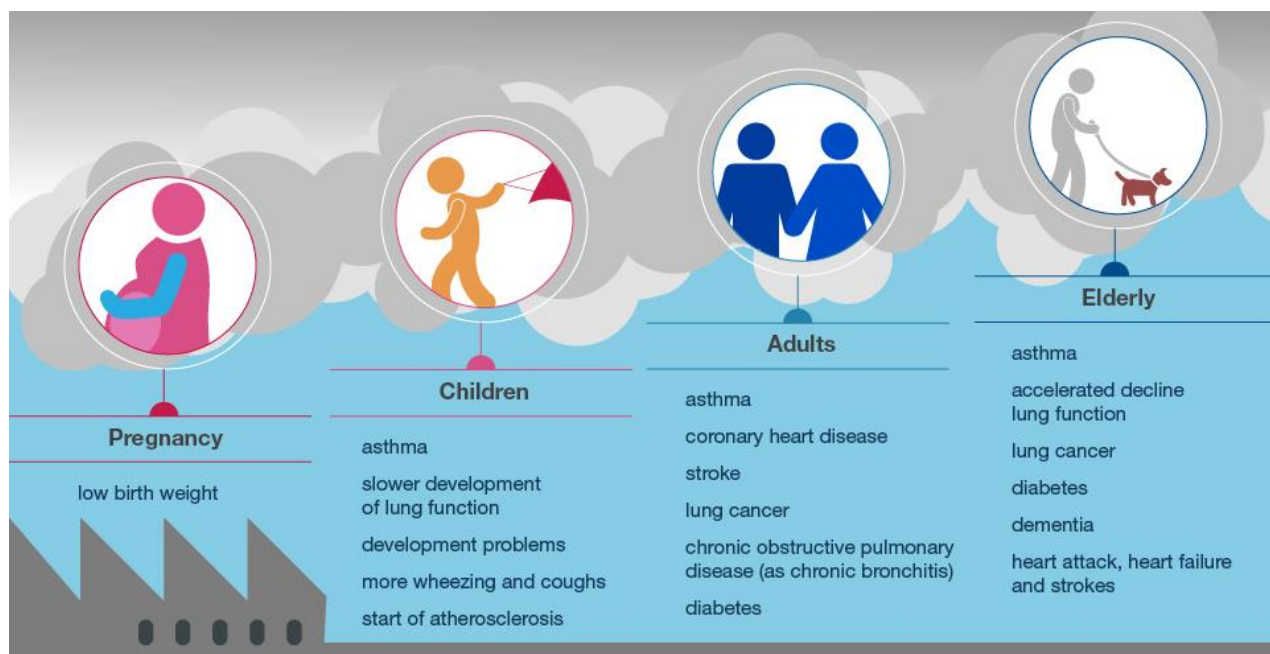 Pregnancy
low birth weight
Children
asthma
slower development
of lung function
development problems
more wheezing and coughs
start of atherosclerosis
Adults
asthma
coronary heart disease
stroke
lung cancer
chronic obstructive pulmonary
disease (as chronic bronchitis)
diabetes
Elderly
asthma
accelerated decline
lung function
lung cancer
diabetes
dementia
heart attack, heart failure
and strokes